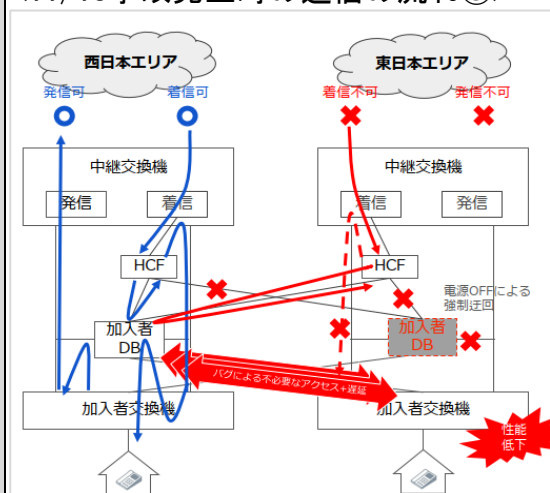 西日本エリア
東日本エリア
発信可
着信可
着信不可
発信不可
中継交換機
中継交換機
発信
着信
着信
発信
HCF
HCF
電源OFFによる
強制迂回
加入者
DB
加入者
DB
バグによる不必要なアクセス+遅延
加入者交換機
加入者交換機
性能
低下